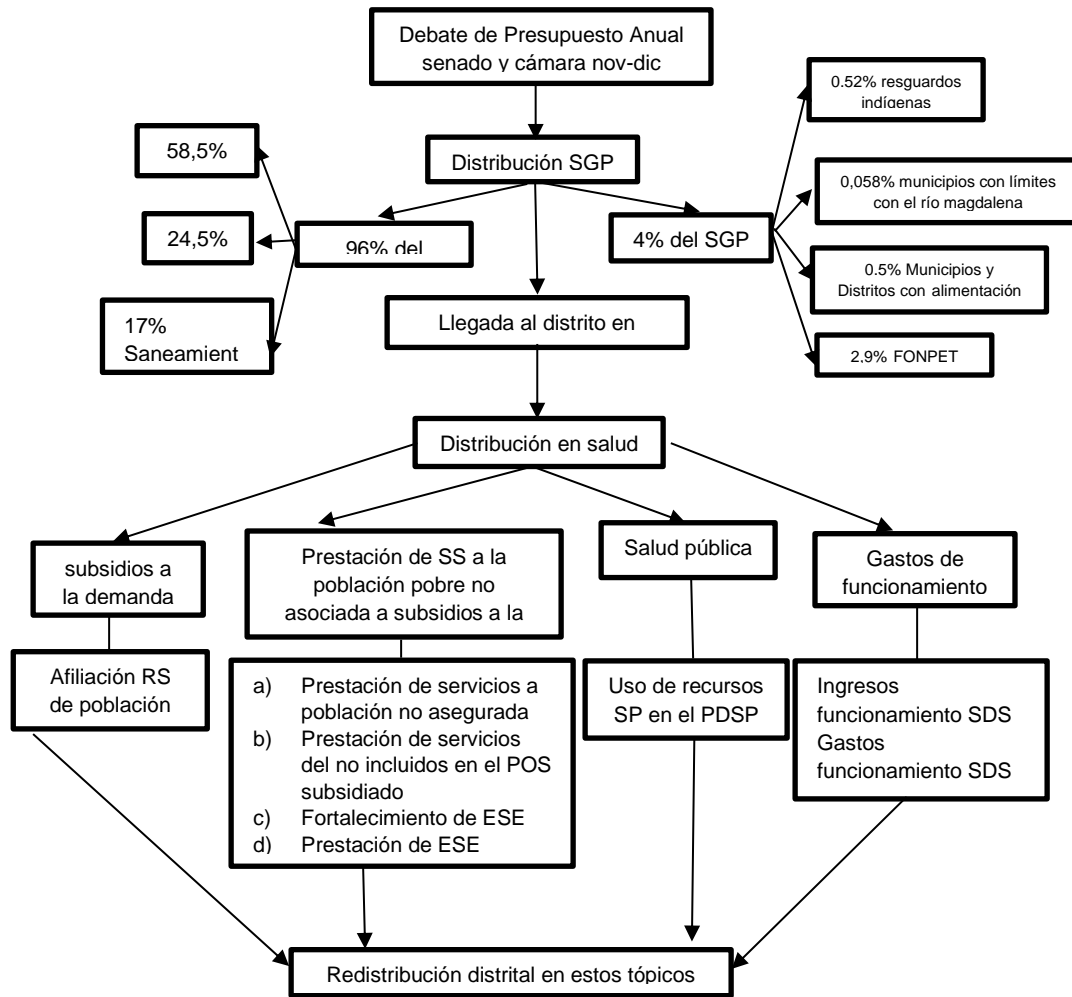 Debate de Presupuesto Anual
senado y cámara nov-dic
Distribución SGP
58,5%
24,5%
17%
Saneamient
96% del
4% del SGP
0.52% resguardos
indígenas
0,058% municipios con límites
con el río magdalena
0.5% Municipios y
Distritos con alimentación
2,9% FONPET
Llegada al distrito en
Distribución en salud
subsidios a
la demanda
Prestación de SS a la
población pobre no
asociada a subsidios a la
Salud pública
Gastos de
funcionamiento
Afiliación RS
de población
a) Prestación de servicios a
población no asegurada
b) Prestación de servicios
del no incluidos en el POS
subsidiado
c) Fortalecimiento de ESE
d) Prestación de ESE
Uso de recursos
SP en el PDSP
Ingresos
funcionamiento SDS
Gastos
funcionamiento SDS
Redistribución distrital en estos tópicos